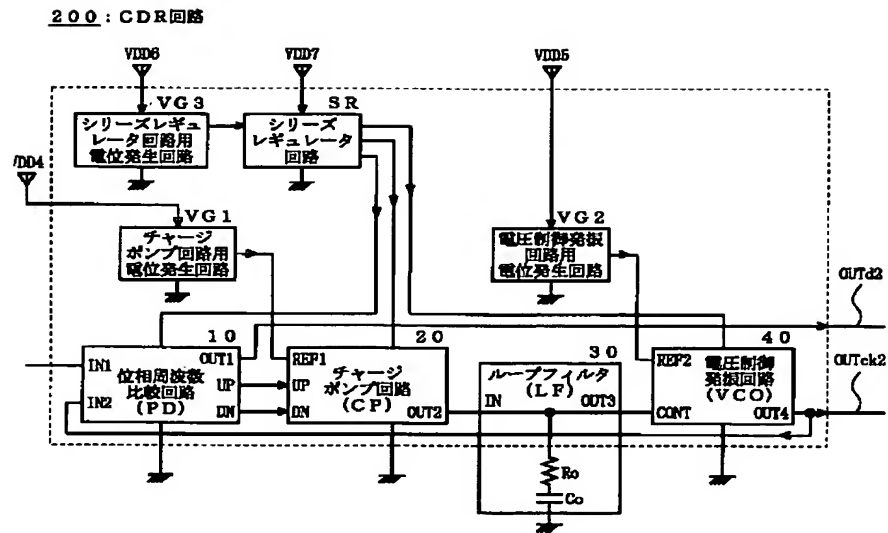 200:CDR回路
VDD6
VDD7
VDD5
VG3
SR
シリーズレギュ
レータ回路用
電位発生回路
シリーズ
レギュレータ
回路
VDD4
VG1
VG2
チャージ
ポンプ回路用
電位発生回路
電圧制御発振
回路用
電位発生回路
OUTd2
10
20
30
40
OUTck2
IN1
OUT1
位相周波数
比較回路
(PD)
IN2
UP
DN
REF1
UP
DN
チャージ
ポンプ回路
(CP)
OUT2
ループフィルタ
(LF)
IN
OUT3
Ro
Co
REF2
電圧制御
発振回路
(VCO)
CONT
OUT4